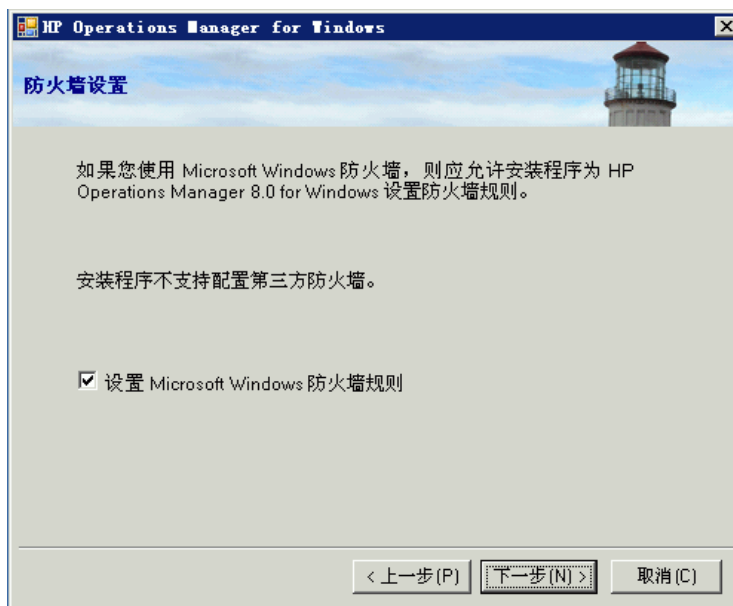 HP Operations Manager for Windows
防火墙设置
如果您使用 Microsoft Windows 防火墙，则应允许安装程序为 HP
Operations Manager 8.0 for Windows 设置防火墙规则。
安装程序不支持配置第三方防火墙。
设置 Microsoft Windows 防火墙规则
< 上一步(P) 下一步(N) > 取消(C)